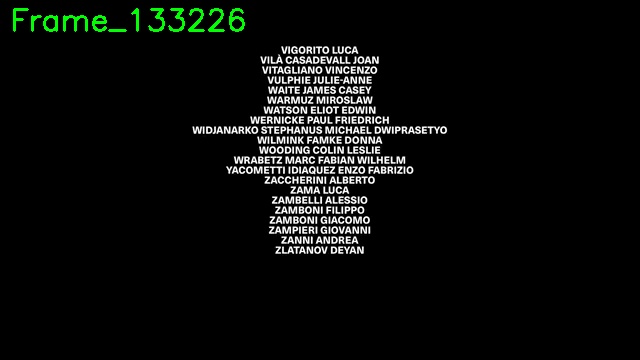 Frame_133226
VIGORITO LUCA
VILÀ CASADEVALL JOAN
VITAGLIANO VINCENZO
VULPHIE JULIE-ANNE
WAITE JAMES CASEY
WARMUZ MIROSLAW
WATSON ELIOT EDWIN
WERNICKE PAUL FRIEDRICH
WIDJANARKO STEPHANUS MICHAEL DWIPRASETYO
WILMINK FAMKE DONNA
WOODING COLIN LESLIE
WRABETZ MARC FABIAN WILHELM
YACOMETTI IDIAQUEZ ENZO FABRIZIO
ZACCHERINI ALBERTO
ZAMA LUCA
ZAMBELLI ALESSIO
ZAMBONI FILIPPO
ZAMBONI GIACOMO
ZAMPIERI GIOVANNI
ZANNI ANDREA
ZLATANOV DEYAN